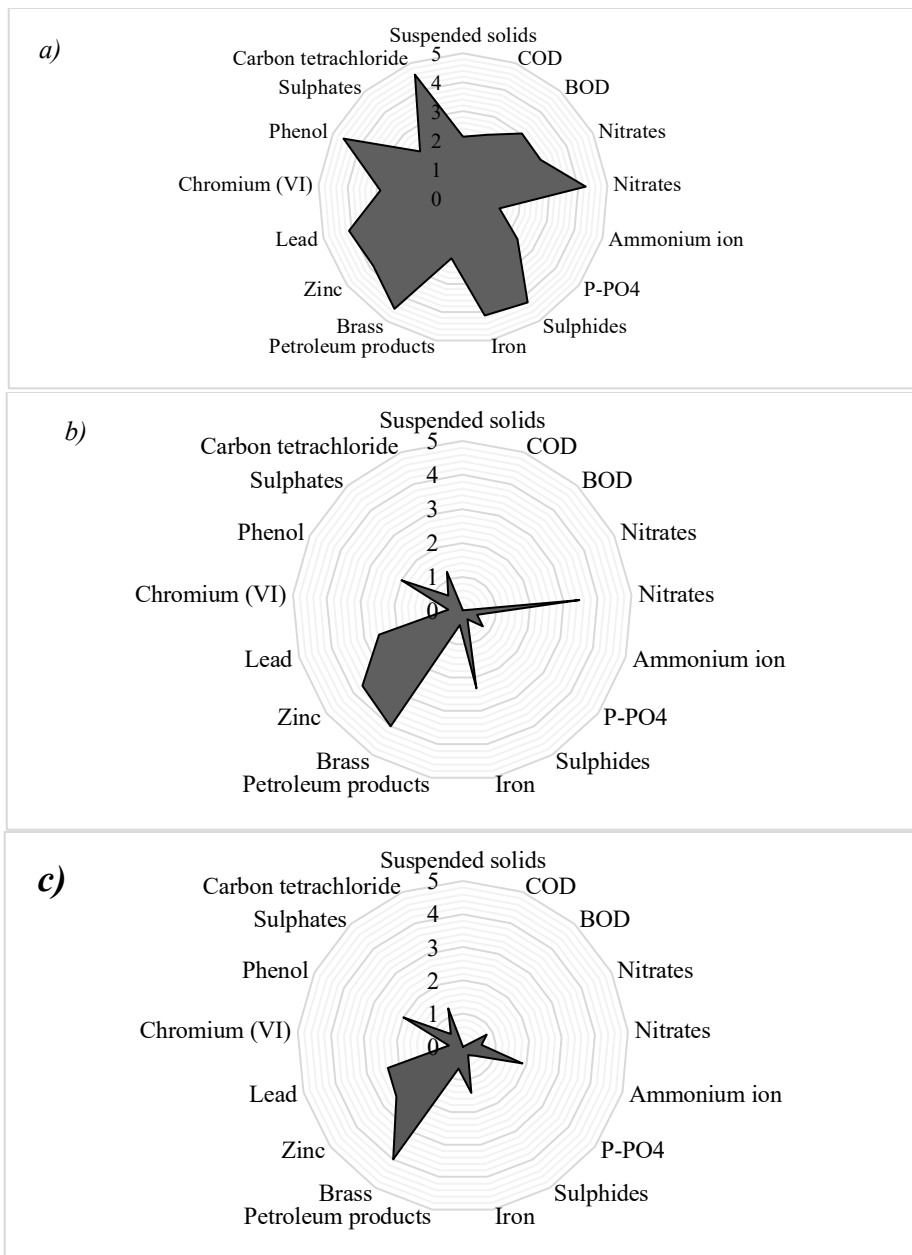 a)
Suspended solids
Carbon tetrachloride 5 COD
Sulphates 4 BOD
3
Phenol 2 Nitrates
1
Chromium (VI) 0 Nitrates
Lead Ammonium ion
Zinc P-PO4
Brass Sulphides
Petroleum products Iron
b)
Suspended solids
Carbon tetrachloride 5 COD
Sulphates 4 BOD
3
Phenol 2 Nitrates
1
Chromium (VI) 0 Nitrates
Lead Ammonium ion
Zinc P-PO4
Brass Sulphides
Petroleum products Iron
c)
Suspended solids
Carbon tetrachloride 5 COD
Sulphates 4 BOD
3
Phenol 2 Nitrates
1
Chromium (VI) 0 Nitrates
Lead Ammonium ion
Zinc P-PO4
Brass Sulphides
Petroleum products Iron